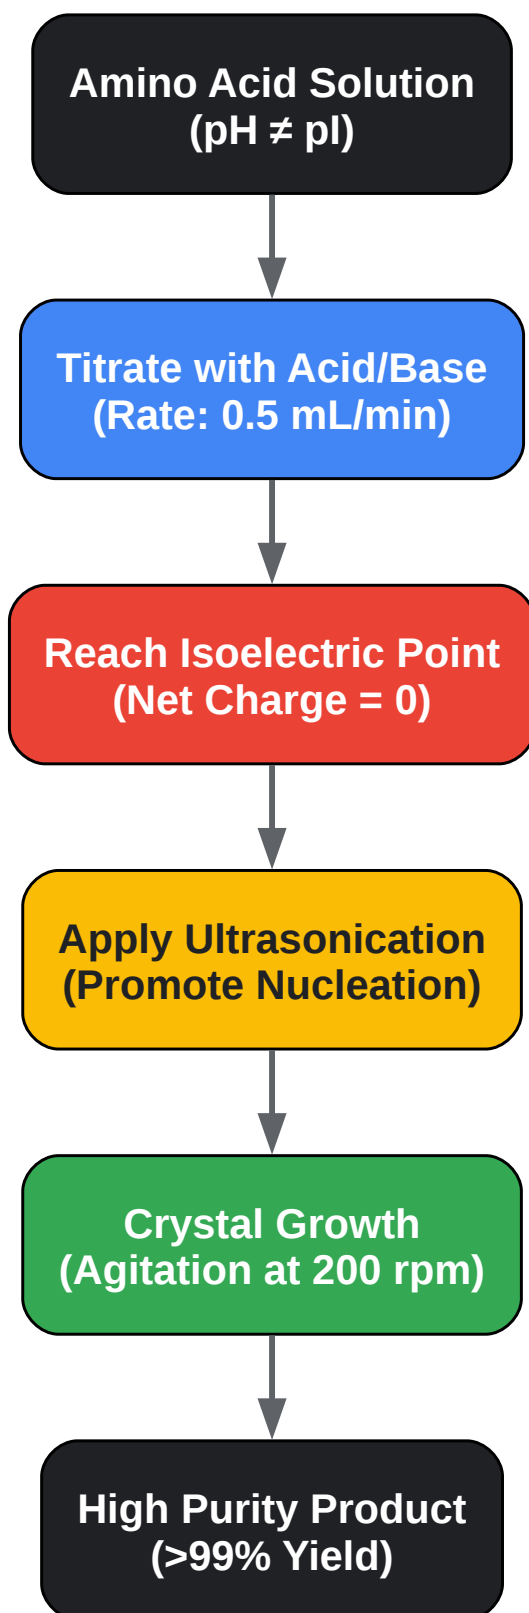 Amino Acid Solution
(pH ≠ pI)
Titrate with Acid/Base
(Rate: 0.5 mL/min)
Reach Isoelectric Point
(Net Charge = 0)
Apply Ultrasonication
(Promote Nucleation)
Crystal Growth
(Agitation at 200 rpm)
High Purity Product
(>99% Yield)